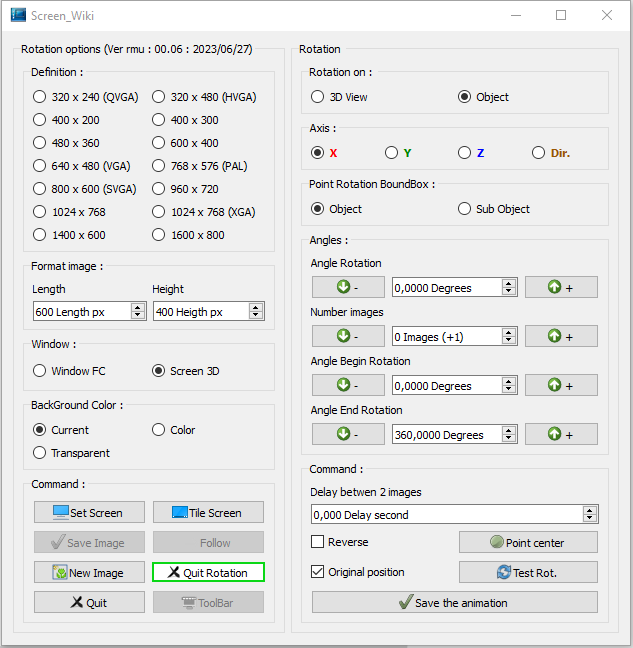 Screen_Wiki
Rotation options (Ver rmu : 00.06 : 2023/06/27)
Definition :
320 x 240 (QVGA) 320 x 480 (HVGA)
400 x 200 400 x 300
480 x 360 600 x 400
640 x 480 (VGA) 768 x 576 (PAL)
800 x 600 (SVGA) 960 x 720
1024 x 768 1024 x 768 (XGA)
1400 x 600 1600 x 800
Format image :
Length Height
600 Length px 400 Heigth px
Window :
Window FC Screen 3D
BackGround Color :
Current Color
Transparent
Command :
Set Screen Tile Screen
Save Image Follow
New Image Quit Rotation
Quit ToolBar
Rotation
Rotation on :
3D View Object
Axis :
X Y Z Dir.
Point Rotation BoundBox :
Object Sub Object
Angles :
Angle Rotation
- 0,0000 Degrees +
Number images
- 0 Images (+1) +
Angle Begin Rotation
- 0,0000 Degrees +
Angle End Rotation
- 360,0000 Degrees +
Command :
Delay betwen 2 images
0,000 Delay second
Reverse Point center
Original position Test Rot.
Save the animation